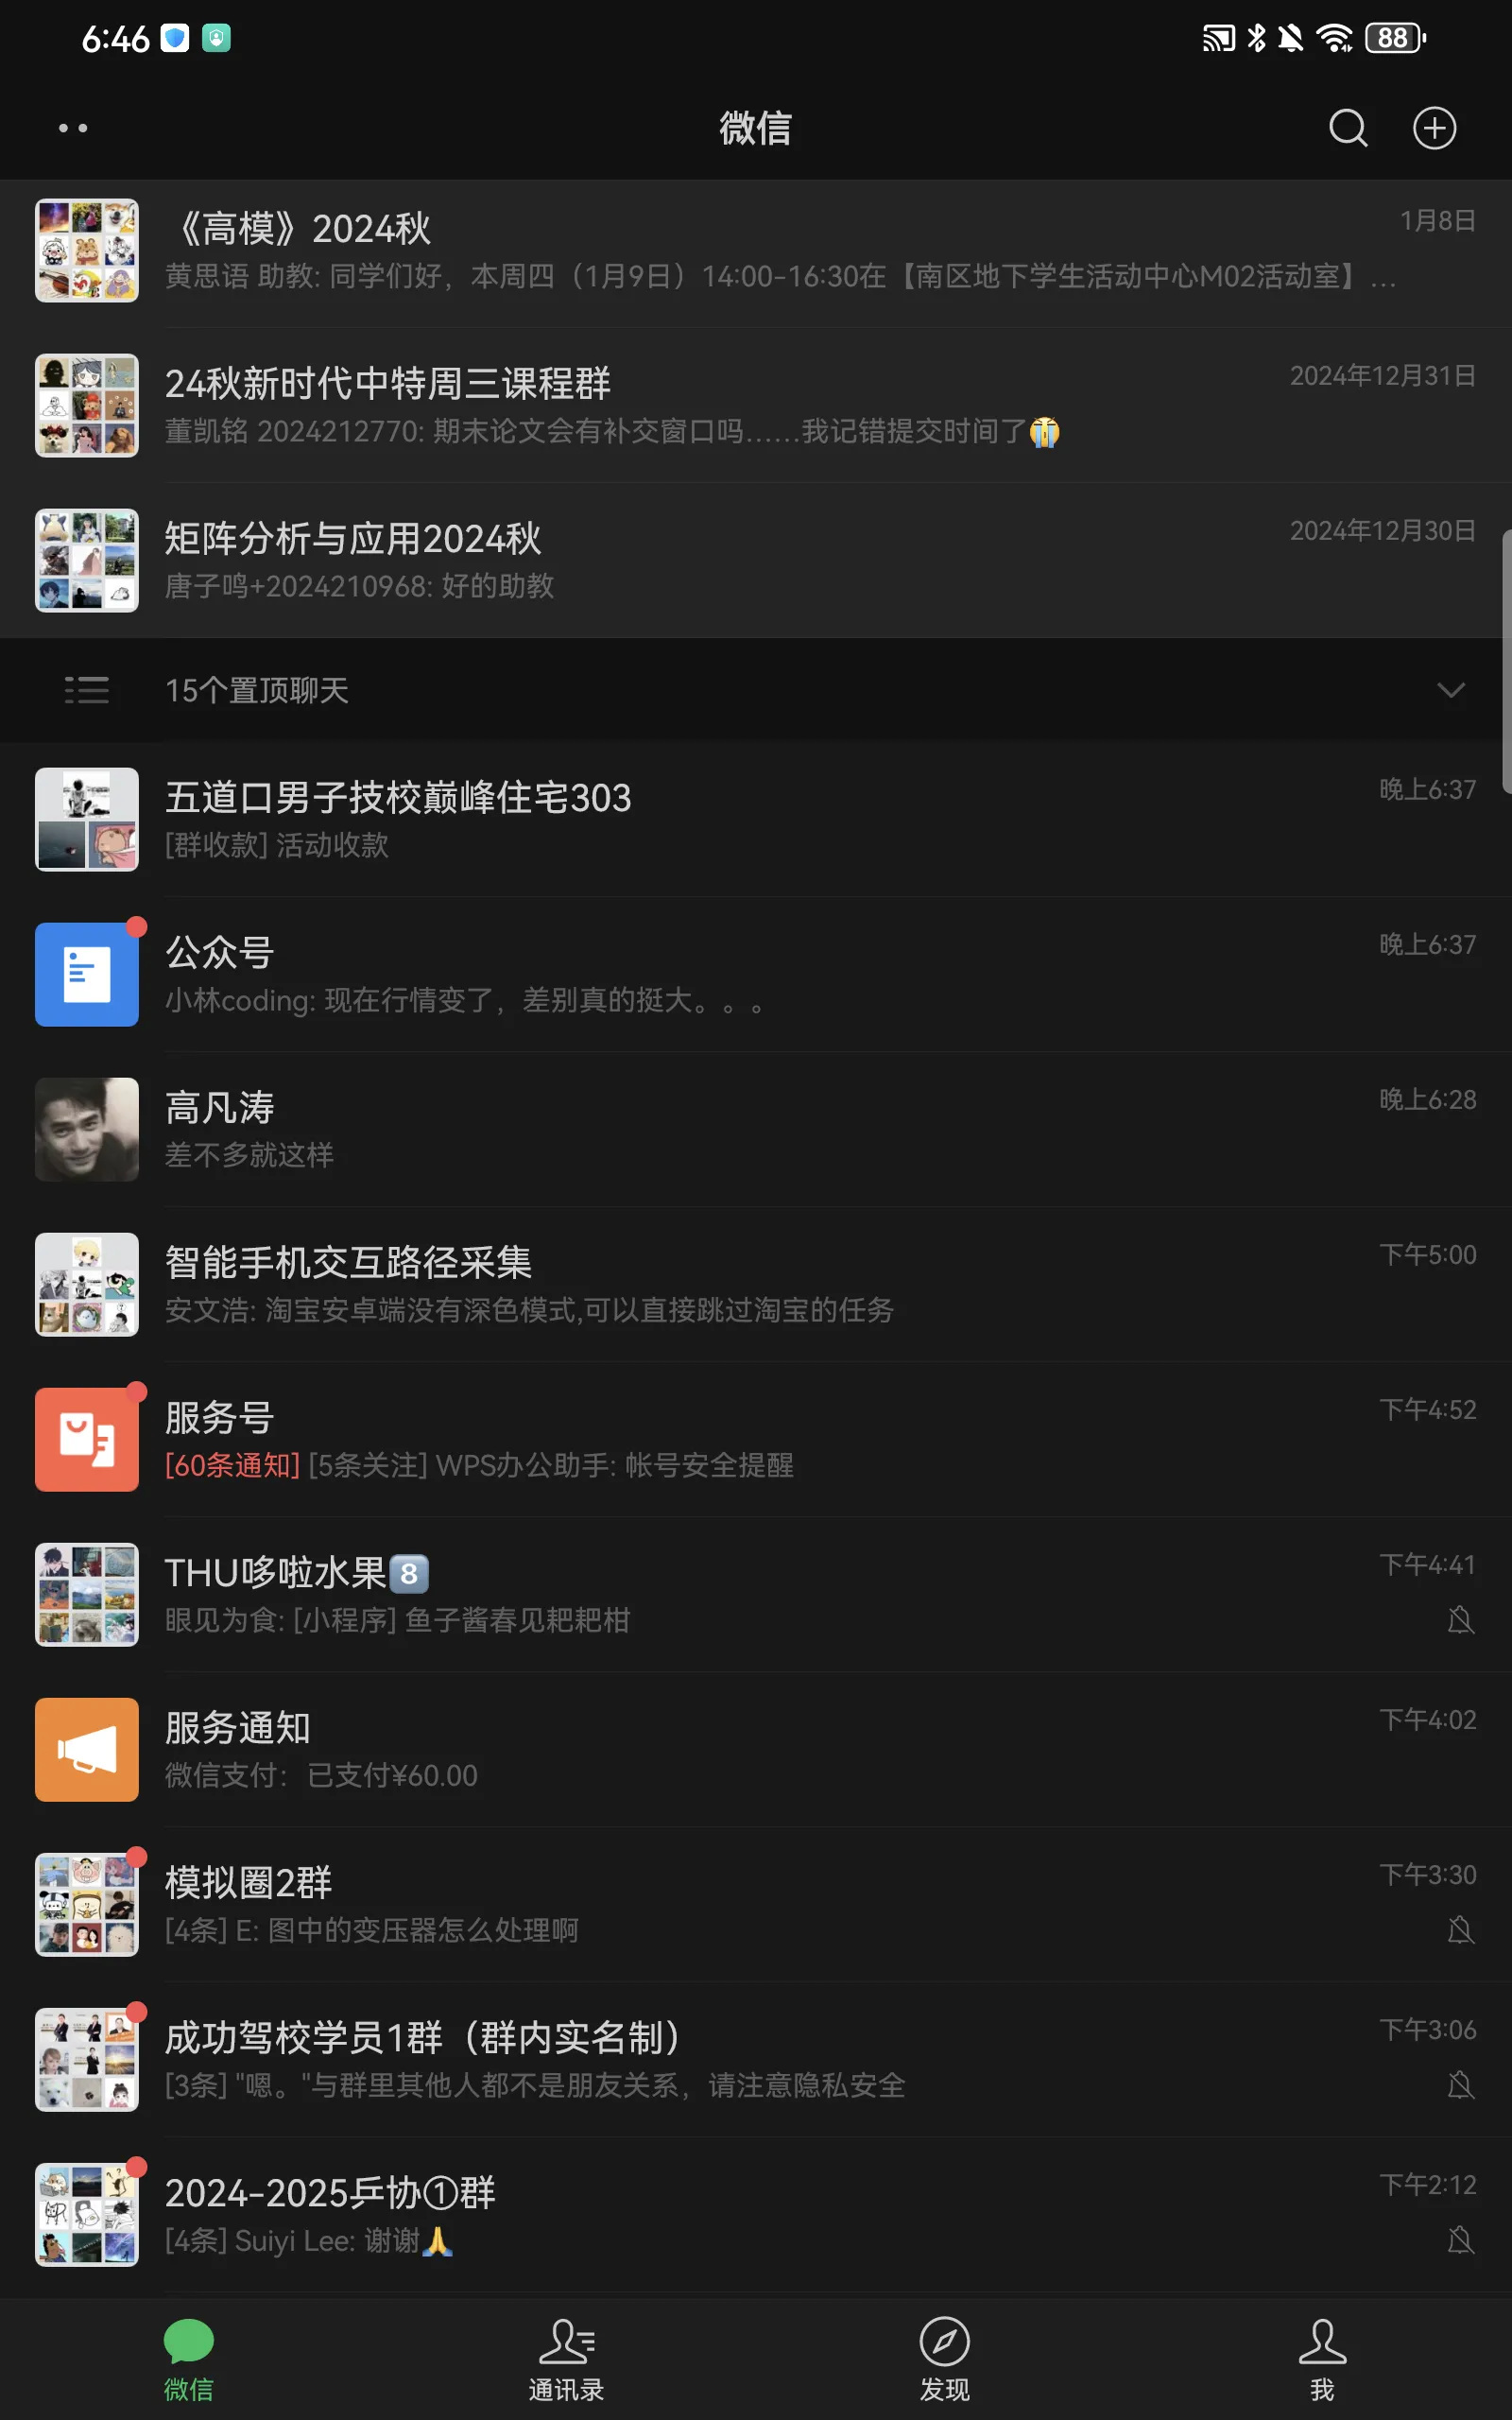 6:46
88
微信
《高模》2024秋
1月8日
黄思语 助教: 同学们好，本周四（1月9日）14:00-16:30在【南区地下学生活动中心M02活动室】...
24秋新时代中特周三课程群
2024年12月31日
董凯铭 2024212770: 期末论文会有补交窗口吗……我记错提交时间了😭
矩阵分析与应用2024秋
2024年12月30日
唐子鸣+2024210968: 好的助教
15个置顶聊天
五道口男子技校巅峰住宅303
晚上6:37
[群收款] 活动收款
公众号
晚上6:37
小林coding: 现在行情变了，差别真的挺大。。。
高凡涛
晚上6:28
差不多就这样
智能手机交互路径采集
下午5:00
安文浩: 淘宝安卓端没有深色模式,可以直接跳过淘宝的任务
服务号
下午4:52
[60条通知] [5条关注] WPS办公助手: 帐号安全提醒
THU哆啦水果8️⃣
下午4:41
眼见为食: [小程序] 鱼子酱春见耙耙柑
服务通知
下午4:02
微信支付：已支付¥60.00
模拟圈2群
下午3:30
[4条] E: 图中的变压器怎么处理啊
成功驾校学员1群（群内实名制）
下午3:06
[3条] "嗯。"与群里其他人都不是朋友关系，请注意隐私安全
2024-2025乒协①群
下午2:12
[4条] Suiyi Lee: 谢谢🙏
微信
通讯录
发现
我